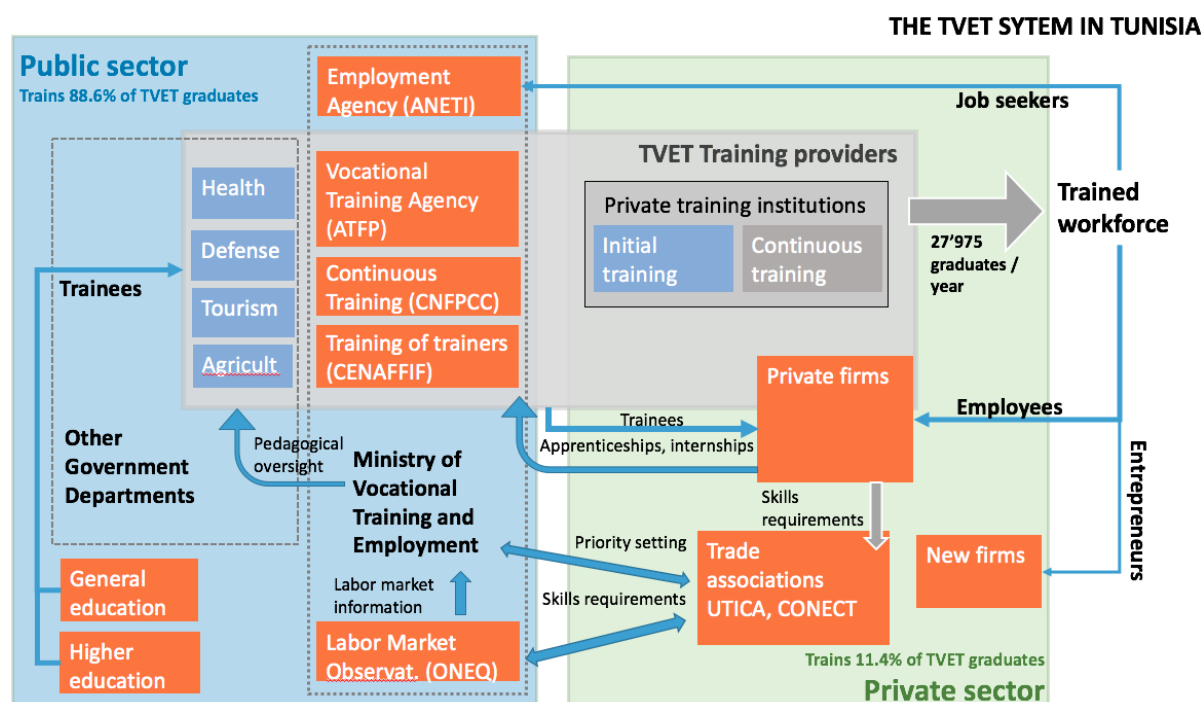 THE TVET SYTEM IN TUNISIA
Public sector
Trains 88.6% of TVET graduates
Employment
Agency (ANETI)
Job seekers
TVET Training providers
Health
Defense
Tourism
Agricult
Vocational
Training Agency
(ATFP)
Continuous
Training (CNFPCC)
Training of trainers
(CENAFFIF)
Private training institutions
Initial
training
Continuous
training
27'975
graduates /
year
Trained
workforce
Trainees
Private firms
Employees
Trainees
Apprenticeships, internships
Other
Government
Departments
Pedagogical
oversight
Ministry of
Vocational
Training and
Employment
Skills
requirements
Entrepreneurs
Priority setting
Trade
associations
UTICA, CONECT
New firms
General
education
Labor market
information
Skills requirements
Higher
education
Labor Market
Observat. (ONEQ)
Trains 11.4% of TVET graduates
Private sector